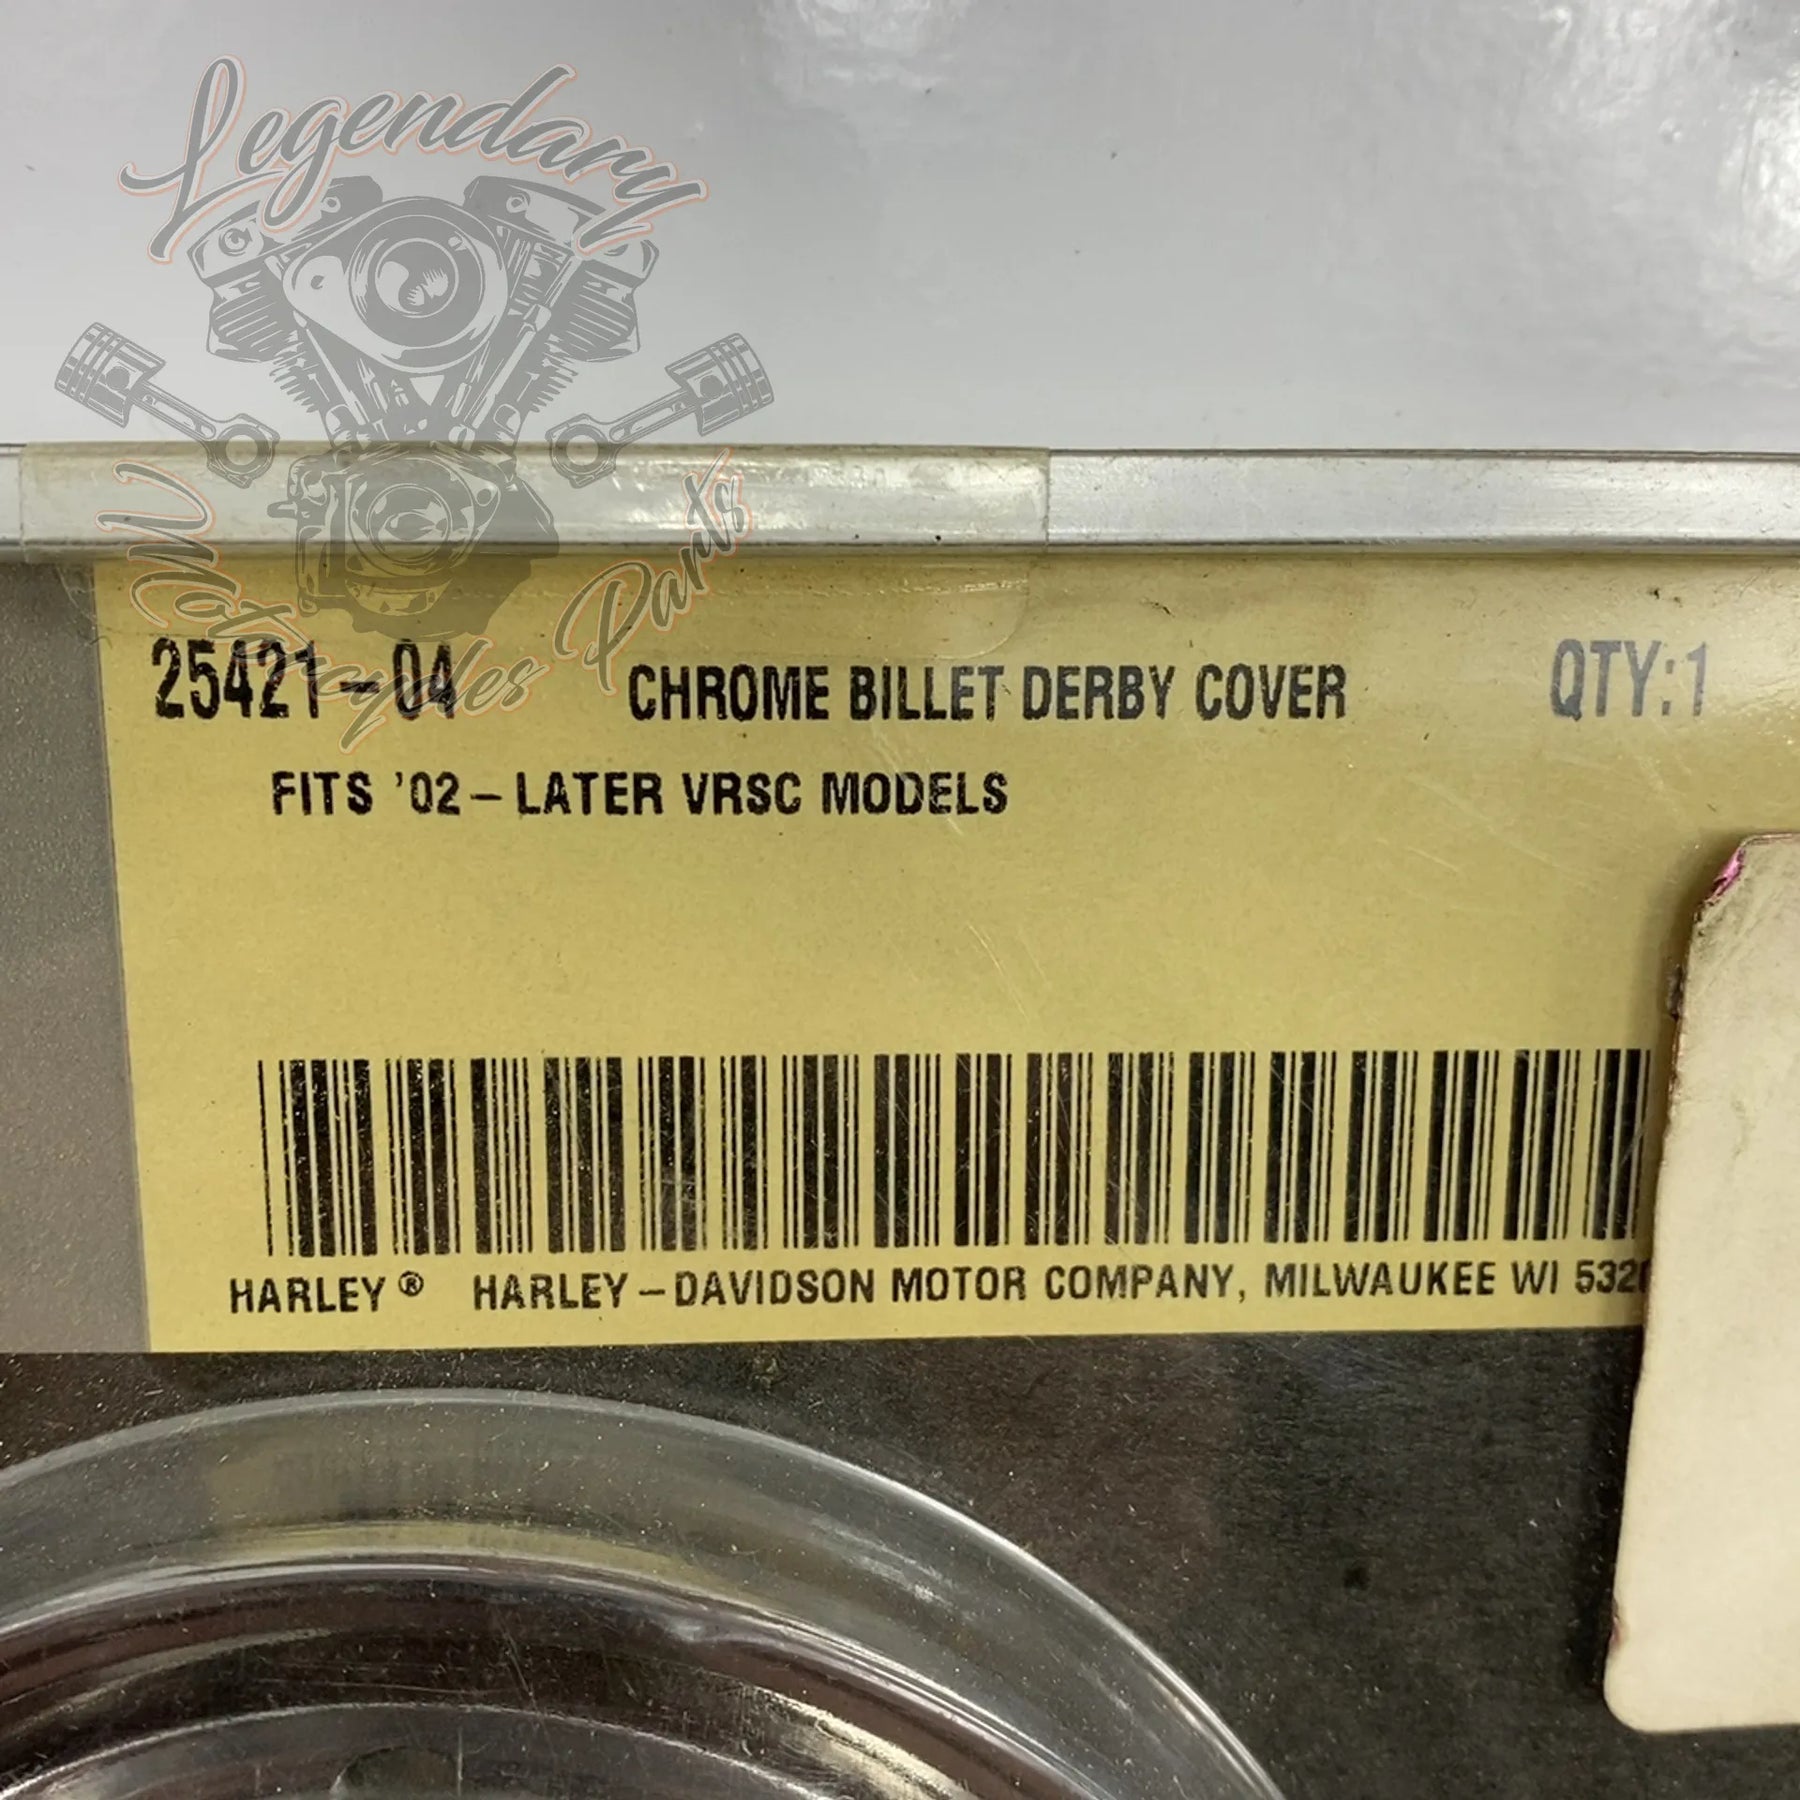 Legendary
Motorcycles Parts
25421-04 CHROME BILLET DERBY COVER QTY:1
FITS '02-LATER VRSC MODELS
HARLEY® HARLEY-DAVIDSON MOTOR COMPANY, MILWAUKEE WI